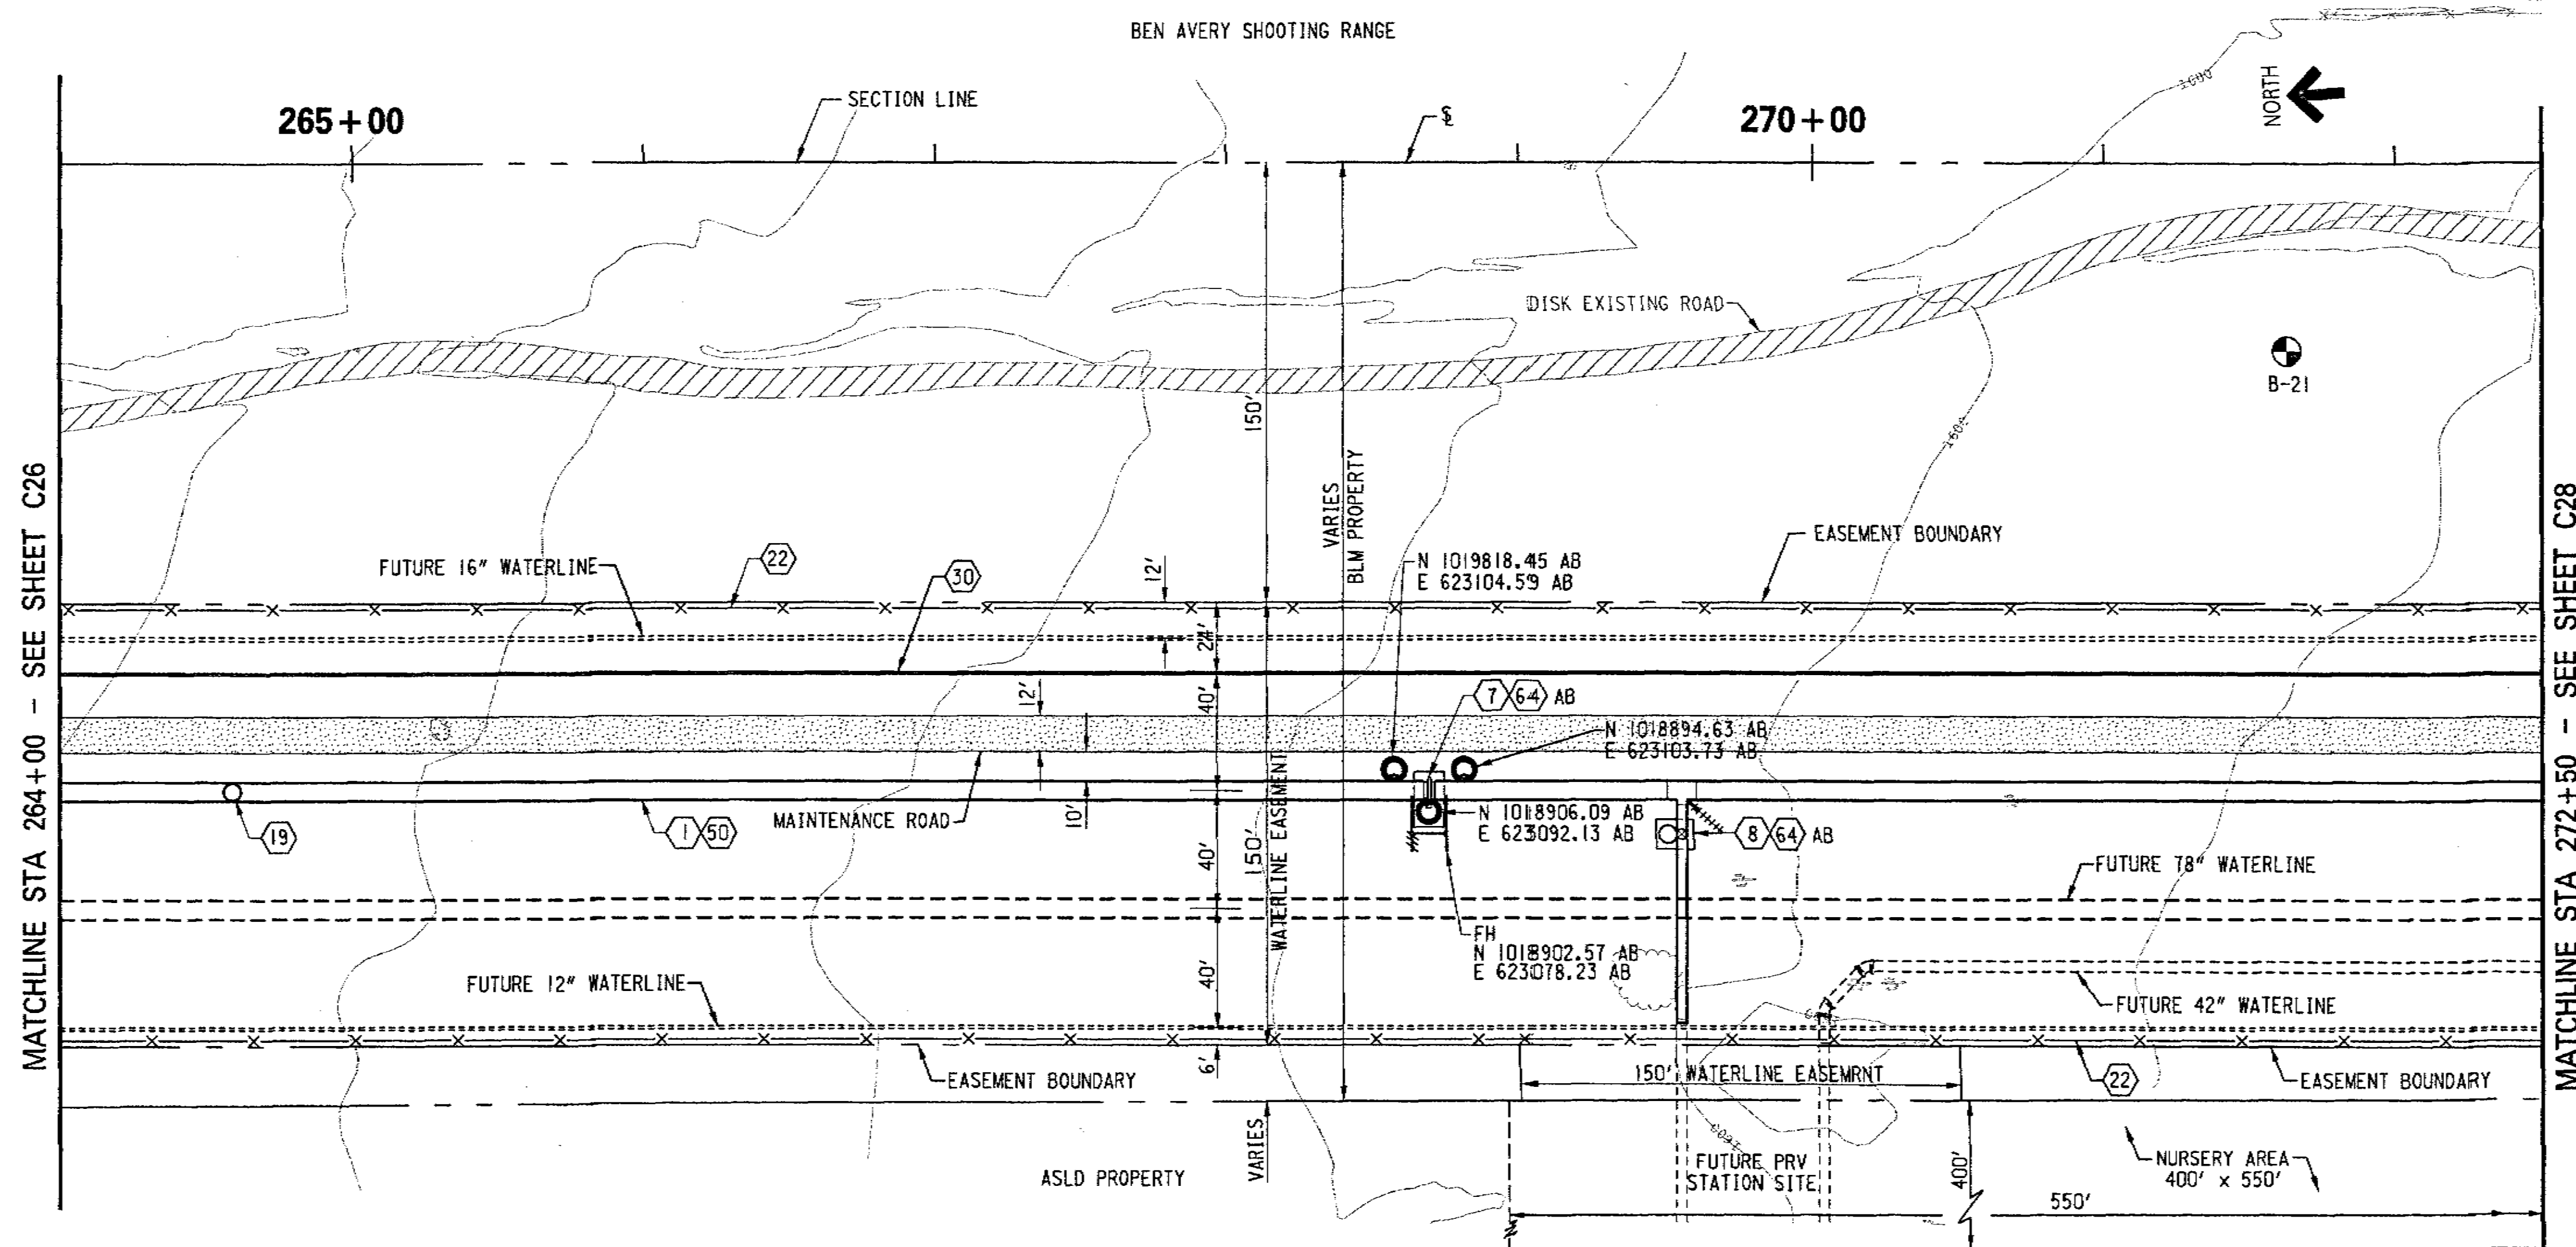 BEN AVERY SHOOTING RANGE
265+00
SECTION LINE
270+00
NORTH
1600
DISK EXISTING ROAD
B-21
150'
VARIES
BLM PROPERTY
1601
MATCHLINE STA 264+00 - SEE SHEET C26
MATCHLINE STA 272+50 - SEE SHEET C28
FUTURE 16" WATERLINE
22
30
12'
N 1019818.45 AB
E 623104.59 AB
EASEMENT BOUNDARY
24'
12'
40'
7 64 AB
N 1018894.63 AB
E 623103.73 AB
19
1 50
MAINTENANCE ROAD
10'
N 1018906.09 AB
E 623092.13 AB
8 64 AB
40'
150'
WATERLINE EASEMENT
FUTURE 78" WATERLINE
FH
N 1018902.57 AB
E 623078.23 AB
FUTURE 12" WATERLINE
40'
FUTURE 42" WATERLINE
6'
EASEMENT BOUNDARY
150' WATERLINE EASEMRNT
22
EASEMENT BOUNDARY
ASLD PROPERTY
VARIES
FUTURE PRV
STATION SITE
400'
NURSERY AREA
400' x 550'
550'